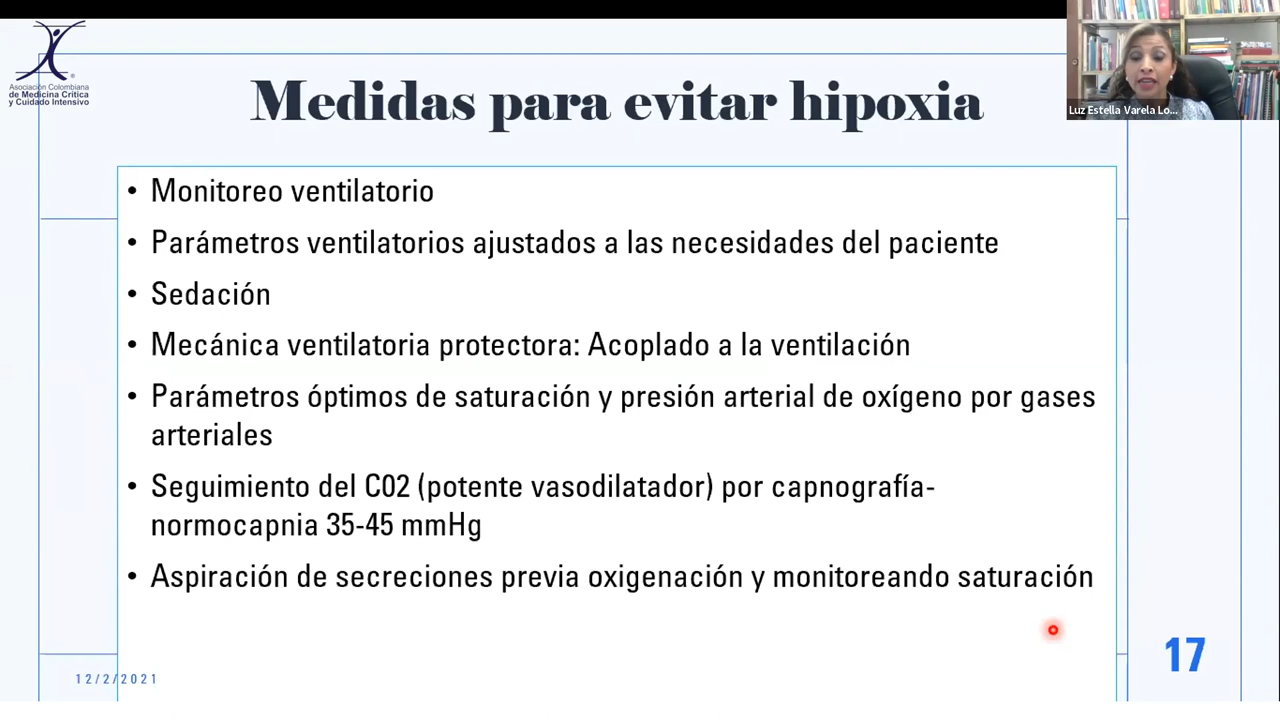 Asociación Colombiana
de Medicina Crítica
y Cuidado Intensivo
Medidas para evitar hipoxia
Luz Estella Varela Lo...
• Monitoreo ventilatorio
• Parámetros ventilatorios ajustados a las necesidades del paciente
• Sedación
• Mecánica ventilatoria protectora: Acoplado a la ventilación
• Parámetros óptimos de saturación y presión arterial de oxígeno por gases
arteriales
• Seguimiento del C02 (potente vasodilatador) por capnografía-
normocapnia 35-45 mmHg
• Aspiración de secreciones previa oxigenación y monitoreando saturación
12/2/2021
17